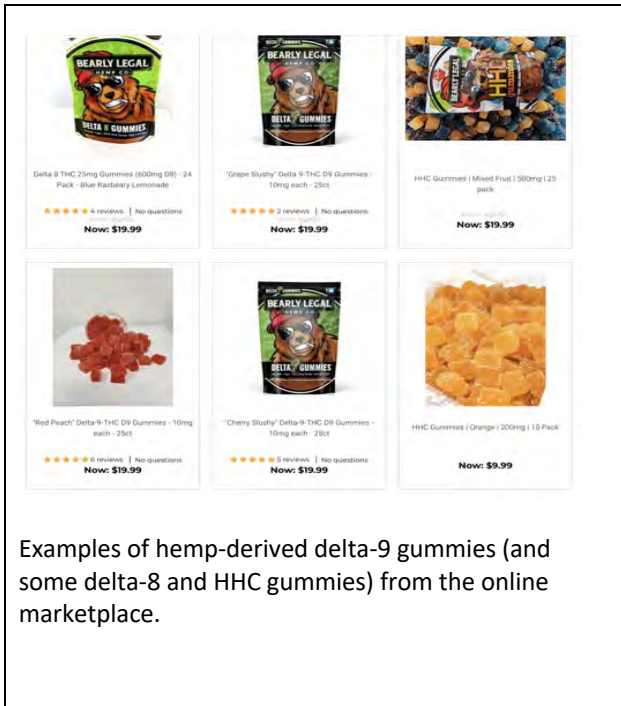 BEARLY LEGAL
HEMP CO
DELTA 8 GUMMIES
Delta 8 THC 25mg Gummies (600mg D8) - 24
Pack - Blue Razbeary Lemonade
4 reviews | No questions
Now: $19.99
BEARLY LEGAL
HEMP CO
DELTA GUMMIES
"Grape Slushy" Delta 9-THC D9 Gummies -
10mg each - 25ct
2 reviews | No questions
Now: $19.99
BEARLY LEGAL
HHC
HHC Gummies | Mixed Fruit | 500mg | 25
pack
Now: $19.99
"Red Peach" Delta-9-THC D9 Gummies - 10mg
each - 25ct
6 reviews | No questions
Now: $19.99
BEARLY LEGAL
HEMP CO
DELTA GUMMIES
"Cherry Slushy" Delta-9-THC D9 Gummies -
10mg each - 25ct
5 reviews | No questions
Now: $19.99
HHC Gummies | Orange | 200mg | 10 Pack
Now: $9.99
Examples of hemp-derived delta-9 gummies (and
some delta-8 and HHC gummies) from the online
marketplace.